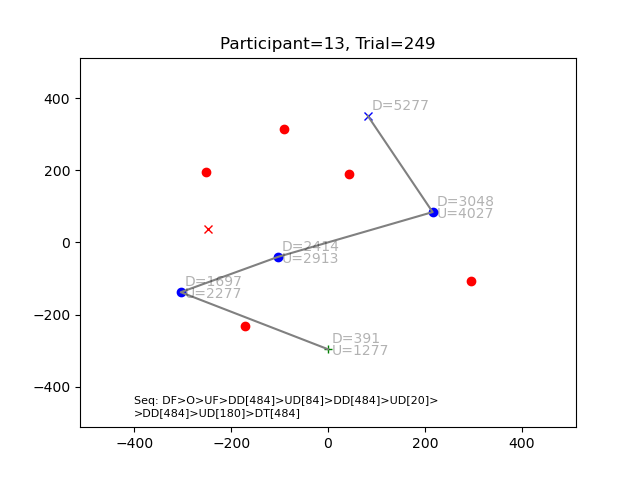 Participant=13, Trial=249
400
200
0
−200
−400
D=5277
D=3048
U=4027
D=2414
U=2913
D=1697
U=2277
D=391
U=1277
Seq: DF>O>UF>DD[484]>UD[84]>DD[484]>UD[20]>
>DD[484]>UD[180]>DT[484]
−400 −200 0 200 400